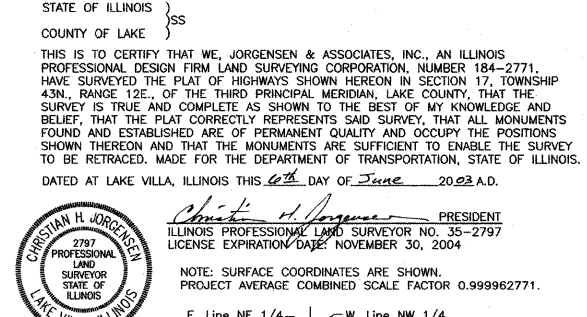 STATE OF ILLINOIS )
)SS
COUNTY OF LAKE )
THIS IS TO CERTIFY THAT WE, JORGENSEN & ASSOCIATES, INC., AN ILLINOIS
PROFESSIONAL DESIGN FIRM LAND SURVEYING CORPORATION, NUMBER 184-2771,
HAVE SURVEYED THE PLAT OF HIGHWAYS SHOWN HEREON IN SECTION 17, TOWNSHIP
43N., RANGE 12E., OF THE THIRD PRINCIPAL MERIDIAN, LAKE COUNTY, THAT THE
SURVEY IS TRUE AND COMPLETE AS SHOWN TO THE BEST OF MY KNOWLEDGE AND
BELIEF, THAT THE PLAT CORRECTLY REPRESENTS SAID SURVEY, THAT ALL MONUMENTS
FOUND AND ESTABLISHED ARE OF PERMANENT QUALITY AND OCCUPY THE POSITIONS
SHOWN THEREON AND THAT THE MONUMENTS ARE SUFFICIENT TO ENABLE THE SURVEY
TO BE RETRACED. MADE FOR THE DEPARTMENT OF TRANSPORTATION, STATE OF ILLINOIS.
DATED AT LAKE VILLA, ILLINOIS THIS 6th DAY OF June 2003 A.D.
Christian H. Jorgensen PRESIDENT
ILLINOIS PROFESSIONAL LAND SURVEYOR NO. 35-2797
LICENSE EXPIRATION DATE: NOVEMBER 30, 2004
CHRISTIAN H. JORGENSEN
2797
PROFESSIONAL
LAND
SURVEYOR
STATE OF
ILLINOIS
LAKE VILLA, ILLINOIS
NOTE: SURFACE COORDINATES ARE SHOWN.
PROJECT AVERAGE COMBINED SCALE FACTOR 0.999962771.
E. Line NE 1/4 W. Line NW 1/4